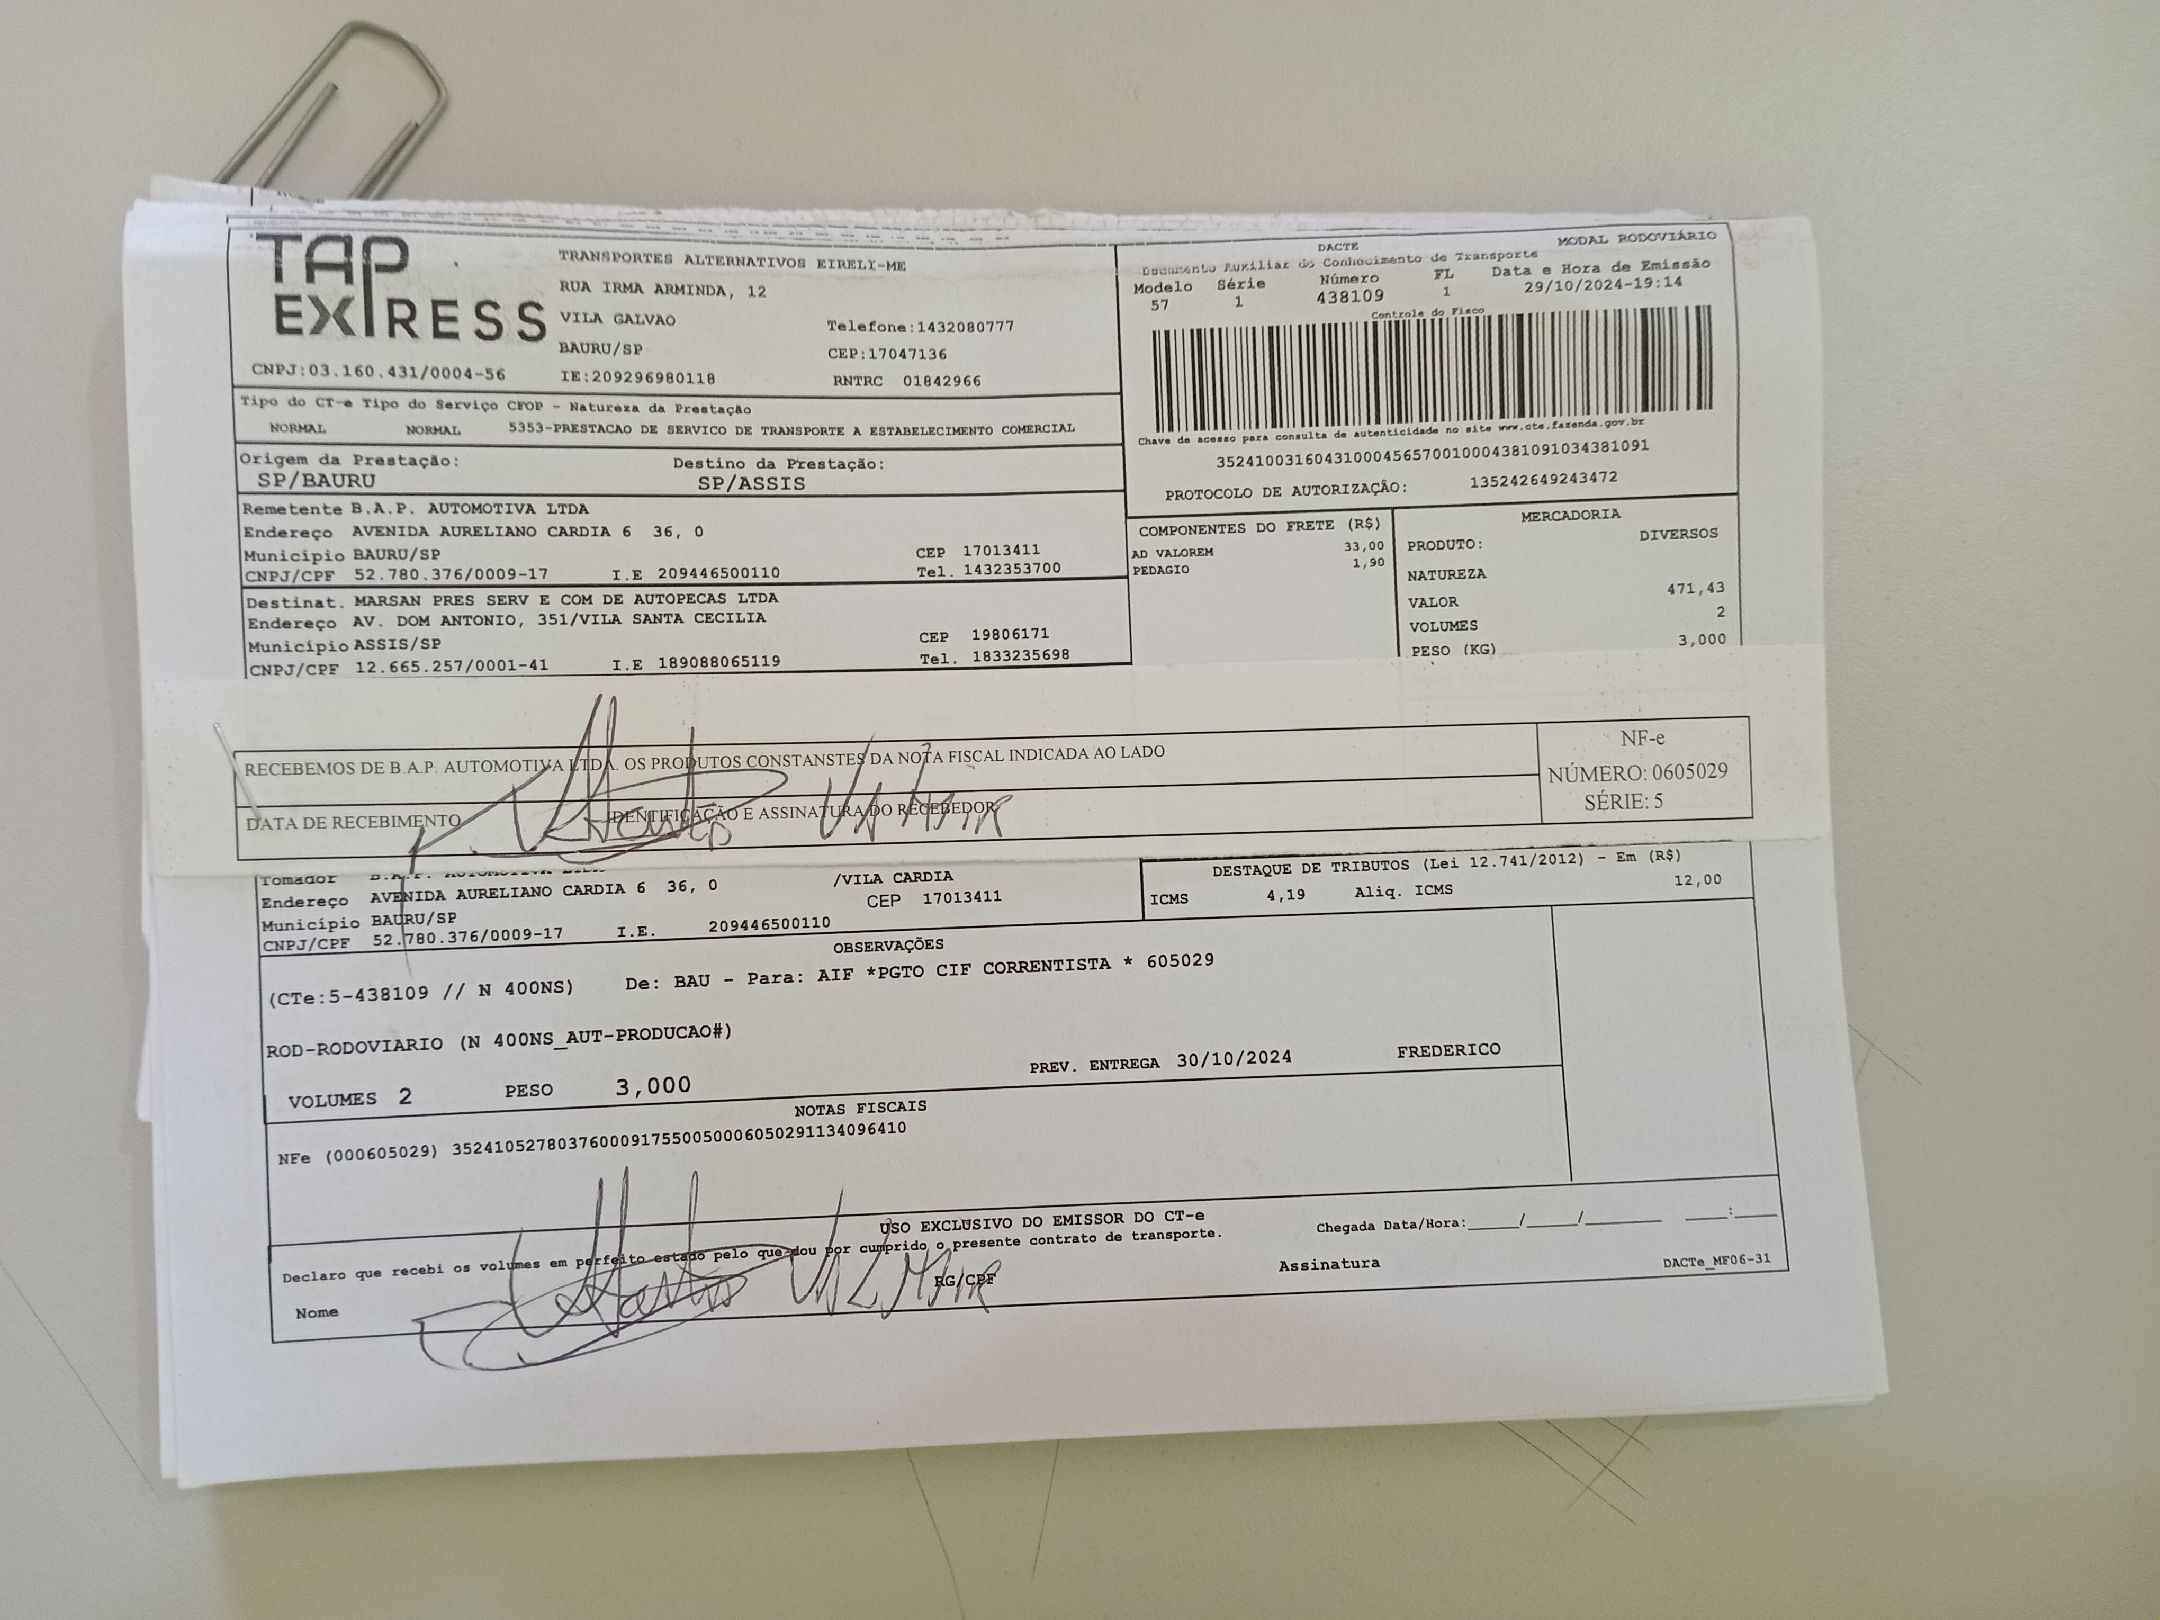 TAP EXPRESS
TRANSPORTES ALTERNATIVOS EIRELI-ME
RUA IRMA ARMINDA, 12
VILA GALVAO Telefone:1432080777
BAURU/SP CEP:17047136
CNPJ:03.160.431/0004-56 IE:209296980118 RNTRC 01842966
DACTE MODAL RODOVIÁRIO
Documento Auxiliar do Conhecimento de Transporte
Modelo Série Número FL Data e Hora de Emissão
57 1 438109 1 29/10/2024-19:14
Controle do Fisco
Chave de acesso para consulta de autenticidade no site www.cte.fazenda.gov.br
35241003160431000456570010004381091034381091
PROTOCOLO DE AUTORIZAÇÃO: 135242649243472
Tipo do CT-e Tipo do Serviço CFOP - Natureza da Prestação
NORMAL NORMAL 5353-PRESTACAO DE SERVICO DE TRANSPORTE A ESTABELECIMENTO COMERCIAL
Origem da Prestação: Destino da Prestação:
SP/BAURU SP/ASSIS
Remetente B.A.P. AUTOMOTIVA LTDA
Endereço AVENIDA AURELIANO CARDIA 6 36, 0
Município BAURU/SP CEP 17013411
CNPJ/CPF 52.780.376/0009-17 I.E 209446500110 Tel. 1432353700
Destinat. MARSAN PRES SERV E COM DE AUTOPECAS LTDA
Endereço AV. DOM ANTONIO, 351/VILA SANTA CECILIA
Município ASSIS/SP CEP 19806171
CNPJ/CPF 12.665.257/0001-41 I.E 189088065119 Tel. 1833235698
COMPONENTES DO FRETE (R$)
AD VALOREM 33,00
PEDAGIO 1,90
MERCADORIA
PRODUTO: DIVERSOS
NATUREZA
VALOR 471,43
VOLUMES 2
PESO (KG) 3,000
RECEBEMOS DE B.A.P. AUTOMOTIVA LTDA. OS PRODUTOS CONSTANSTES DA NOTA FISCAL INDICADA AO LADO
DATA DE RECEBIMENTO IDENTIFICAÇÃO E ASSINATURA DO RECEBEDOR
NF-e
NÚMERO: 0605029
SÉRIE: 5
Tomador B.A.P. AUTOMOTIVA LTDA
Endereço AVENIDA AURELIANO CARDIA 6 36, 0 /VILA CARDIA
Município BAURU/SP CEP 17013411
CNPJ/CPF 52.780.376/0009-17 I.E. 209446500110
DESTAQUE DE TRIBUTOS (Lei 12.741/2012) - Em (R$)
ICMS 4,19 Aliq. ICMS 12,00
OBSERVAÇÕES
(CTe:5-438109 // N 400NS) De: BAU - Para: AIF *PGTO CIF CORRENTISTA * 605029
ROD-RODOVIARIO (N 400NS_AUT-PRODUCAO#)
PREV. ENTREGA 30/10/2024 FREDERICO
VOLUMES 2 PESO 3,000
NOTAS FISCAIS
NFe (000605029) 35241052780376000917550050006050291134096410
USO EXCLUSIVO DO EMISSOR DO CT-e
Declaro que recebi os volumes em perfeito estado pelo que dou por cumprido o presente contrato de transporte.
Chegada Data/Hora:____/____/______ ___:___
Nome RG/CPF Assinatura DACTe_MF06-31
VALMIR